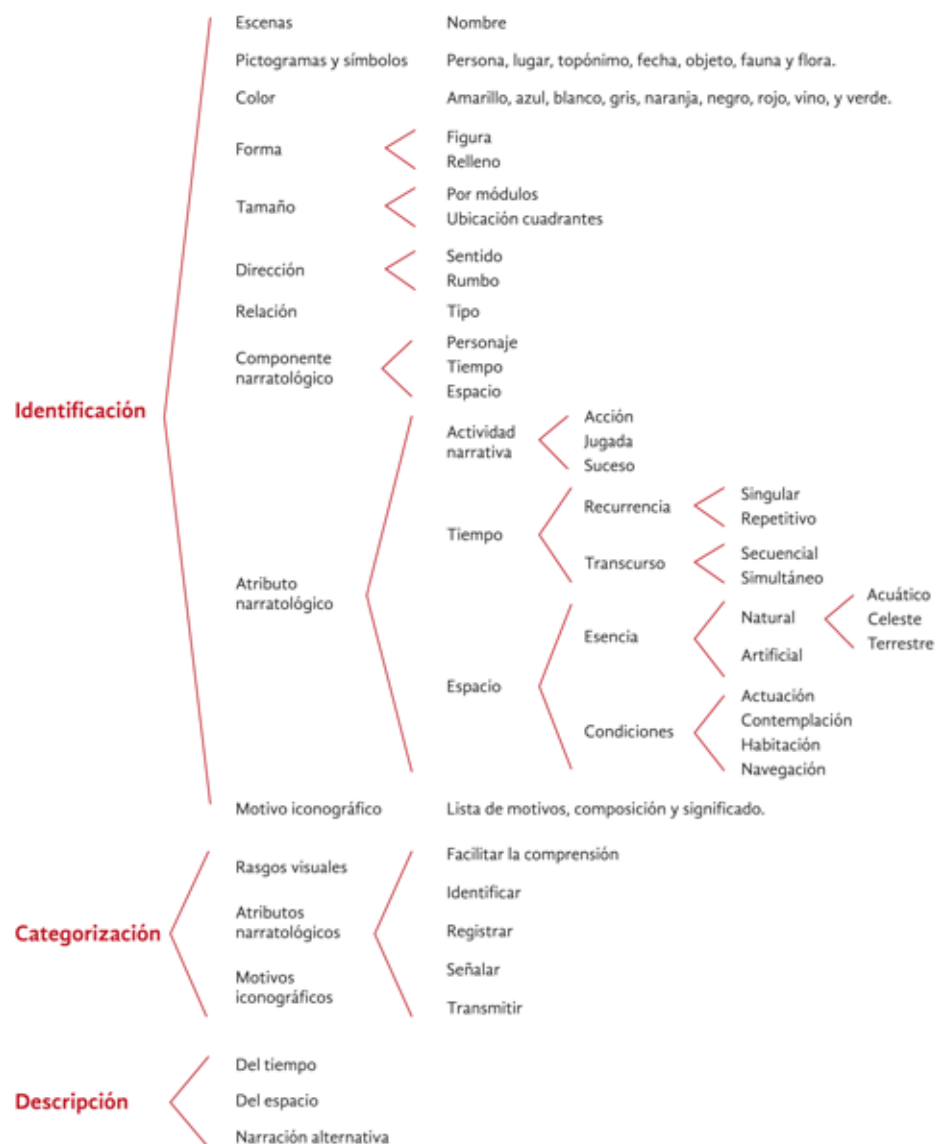 Escenas Nombre
Pictogramas y símbolos Persona, lugar, topónimo, fecha, objeto, fauna y flora.
Color Amarillo, azul, blanco, gris, naranja, negro, rojo, vino, y verde.
Forma
Figura
Relleno
Tamaño
Por módulos
Ubicación cuadrantes
Dirección
Sentido
Rumbo
Relación Tipo
Componente
narratológico
Personaje
Tiempo
Espacio
Identificación
Atributo
narratológico
Actividad
narrativa
Acción
Jugada
Suceso
Tiempo
Recurrencia
Singular
Repetitivo
Transcurso
Secuencial
Simultáneo
Espacio
Esencia
Natural
Acuático
Celeste
Terrestre
Artificial
Condiciones
Actuación
Contemplación
Habitación
Navegación
Motivo iconográfico Lista de motivos, composición y significado.
Categorización
Rasgos visuales
Atributos
narratológicos
Motivos
iconográficos
Facilitar la comprensión
Identificar
Registrar
Señalar
Transmitir
Descripción
Del tiempo
Del espacio
Narración alternativa